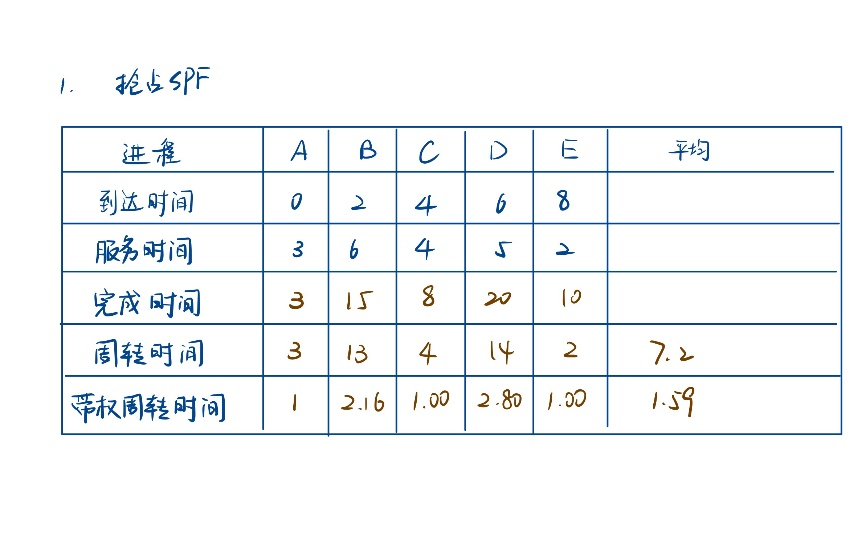 1. 抢占SPF
进程 A B C D E 平均
到达时间 0 2 4 6 8
服务时间 3 6 4 5 2
完成时间 3 15 8 20 10
周转时间 3 13 4 14 2 7.2
带权周转时间 1 2.16 1.00 2.80 1.00 1.59